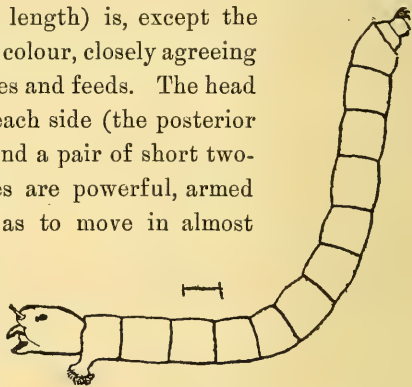 length) is, except the
colour, closely agreeing
es and feeds. The head
each side (the posterior
nd a pair of short two-
es are powerful, armed
as to move in almost